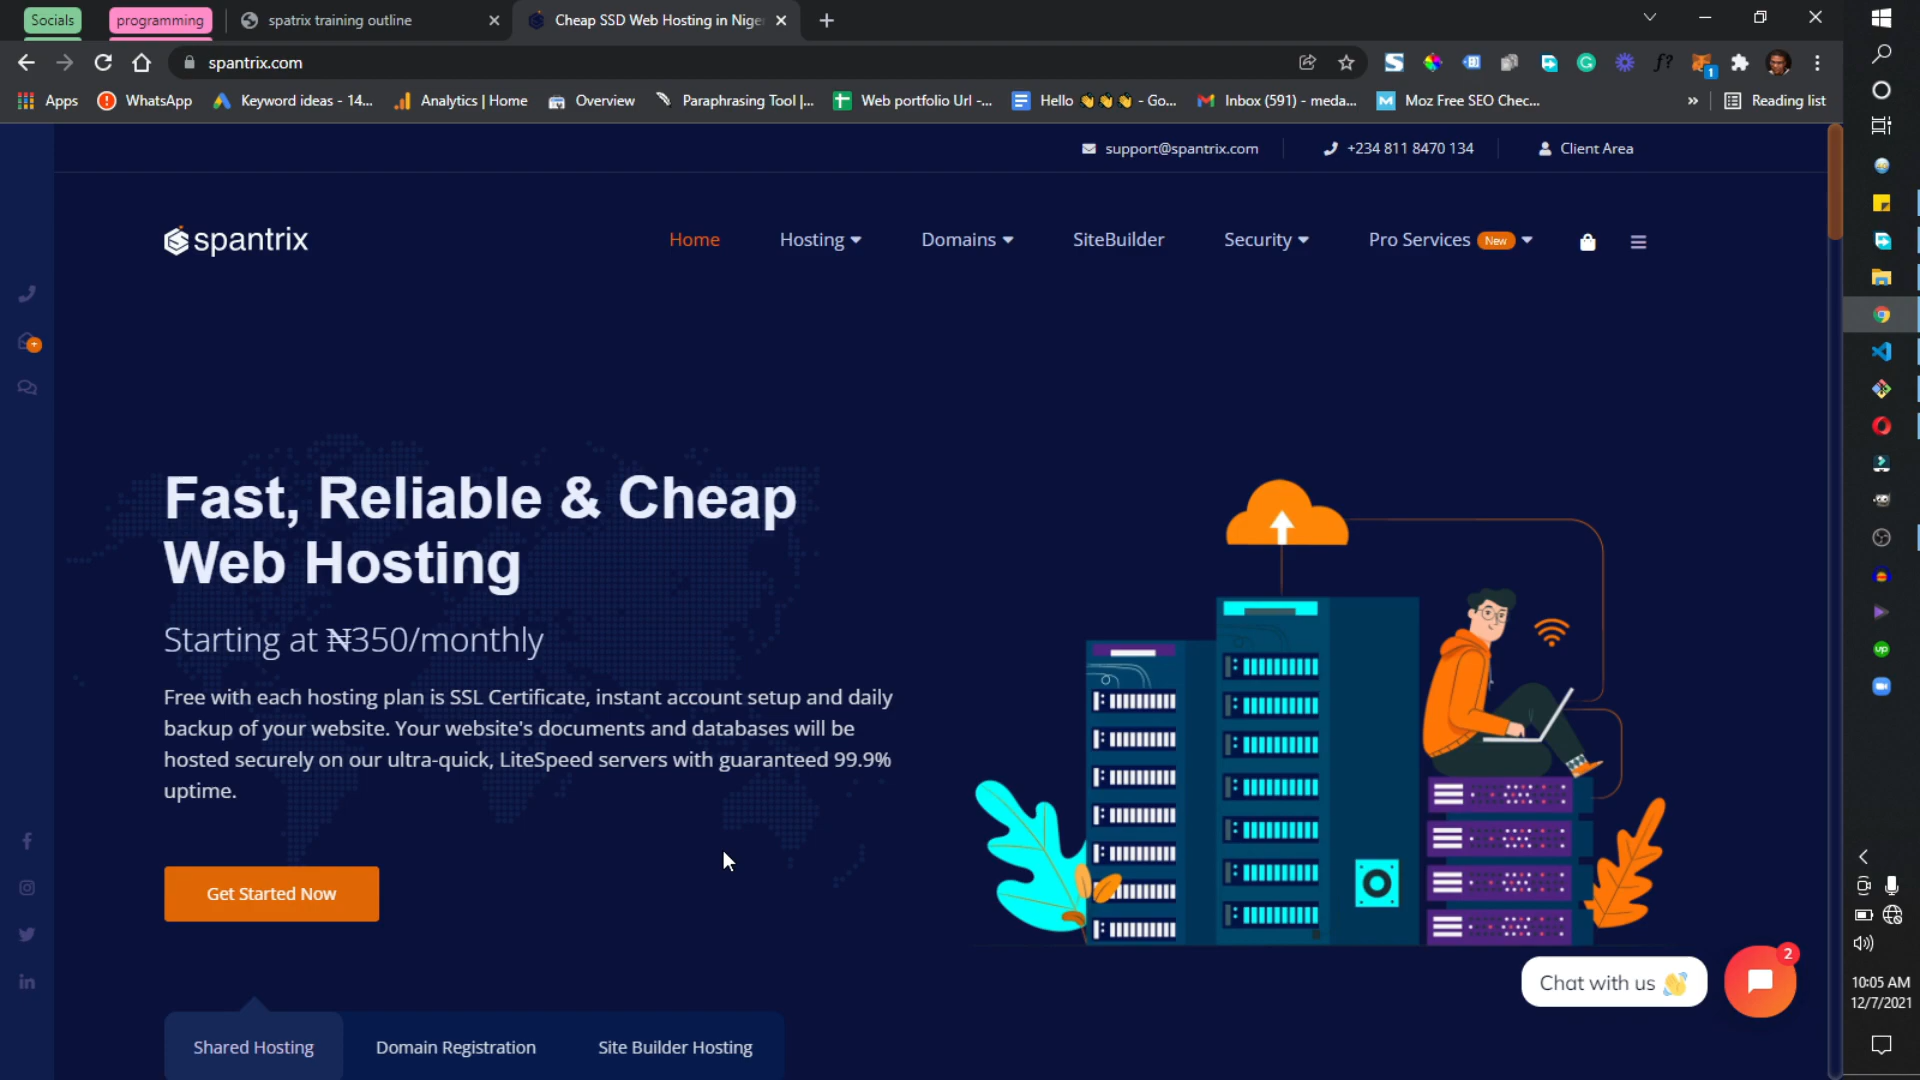 Socials
programming
spatrix training outline
Cheap SSD Web Hosting in Nige
spantrix.com
Apps
WhatsApp
Keyword ideas - 14...
Analytics | Home
Overview
Paraphrasing Tool |...
Web portfolio Url -...
Hello 👋👋👋 - Go...
Inbox (591) - meda...
Moz Free SEO Chec...
»
Reading list
support@spantrix.com
+234 811 8470 134
Client Area
spantrix
Home
Hosting
Domains
SiteBuilder
Security
Pro Services New
Fast, Reliable & Cheap
Web Hosting
Starting at ₦350/monthly
Free with each hosting plan is SSL Certificate, instant account setup and daily
backup of your website. Your website's documents and databases will be
hosted securely on our ultra-quick, LiteSpeed servers with guaranteed 99.9%
uptime.
Get Started Now
Chat with us 👋
2
Shared Hosting
Domain Registration
Site Builder Hosting
10:05 AM
12/7/2021